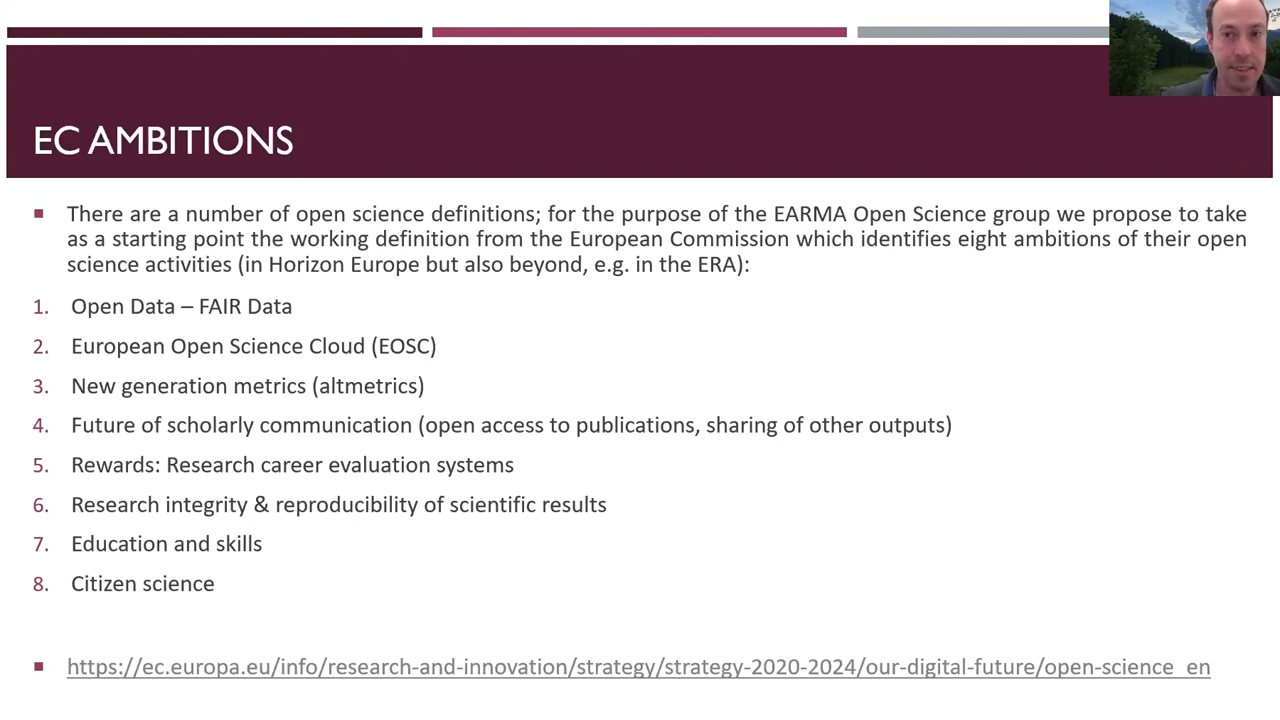 EC AMBITIONS
There are a number of open science definitions; for the purpose of the EARMA Open Science group we propose to take
as a starting point the working definition from the European Commission which identifies eight ambitions of their open
science activities (in Horizon Europe but also beyond, e.g. in the ERA):
1. Open Data – FAIR Data
2. European Open Science Cloud (EOSC)
3. New generation metrics (altmetrics)
4. Future of scholarly communication (open access to publications, sharing of other outputs)
5. Rewards: Research career evaluation systems
6. Research integrity & reproducibility of scientific results
7. Education and skills
8. Citizen science
https://ec.europa.eu/info/research-and-innovation/strategy/strategy-2020-2024/our-digital-future/open-science_en